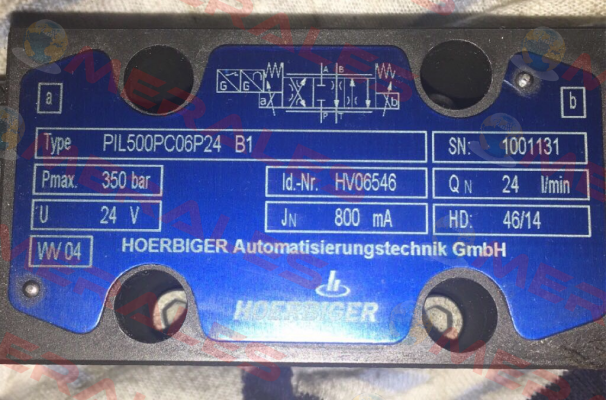 A B
G G
a b
P T
a b
Type PIL500PC06P24 B1 SN: 1001131
Pmax. 350 bar Id.-Nr. HV06546 QN 24 l/min
U 24 V JN 800 mA HD: 46/14
WV 04 HOERBIGER Automatisierungstechnik GmbH
HOERBIGER
MERALES